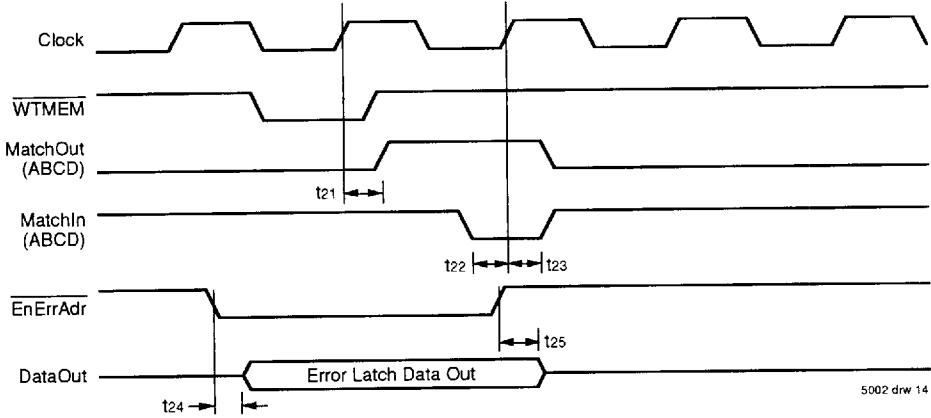 Clock
WTMEM
MatchOut
(ABCD)
t21
MatchIn
(ABCD)
t22
t23
EnErrAdr
t25
DataOut
Error Latch Data Out
t24
5002 drw 14